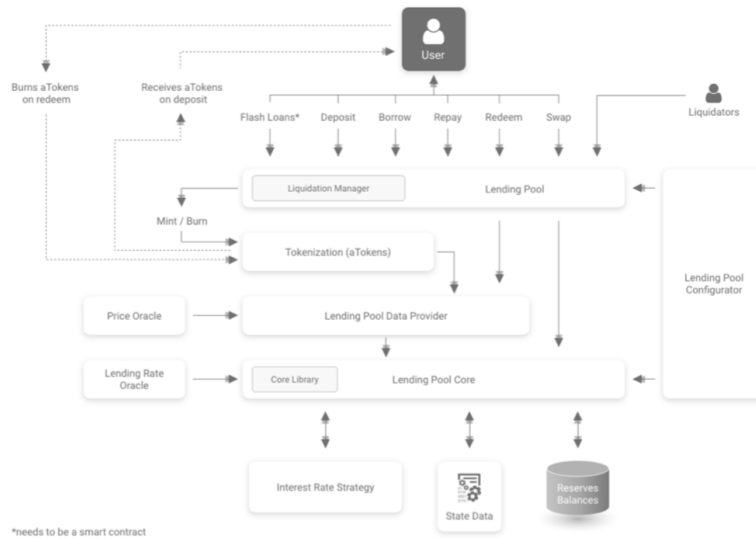 User
Burns aTokens
on redeem
Receives aTokens
on deposit
Flash Loans*
Deposit
Borrow
Repay
Redeem
Swap
Liquidators
Liquidation Manager
Lending Pool
Mint / Burn
Tokenization (aTokens)
Lending Pool
Configurator
Price Oracle
Lending Pool Data Provider
Lending Rate
Oracle
Core Library
Lending Pool Core
Interest Rate Strategy
State Data
Reserves
Balances
*needs to be a smart contract